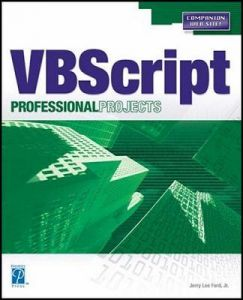 COMPANION
WEB SITE!
VBScript
PROFESSIONALPROJECTS
Jerry Lee Ford, Jr.